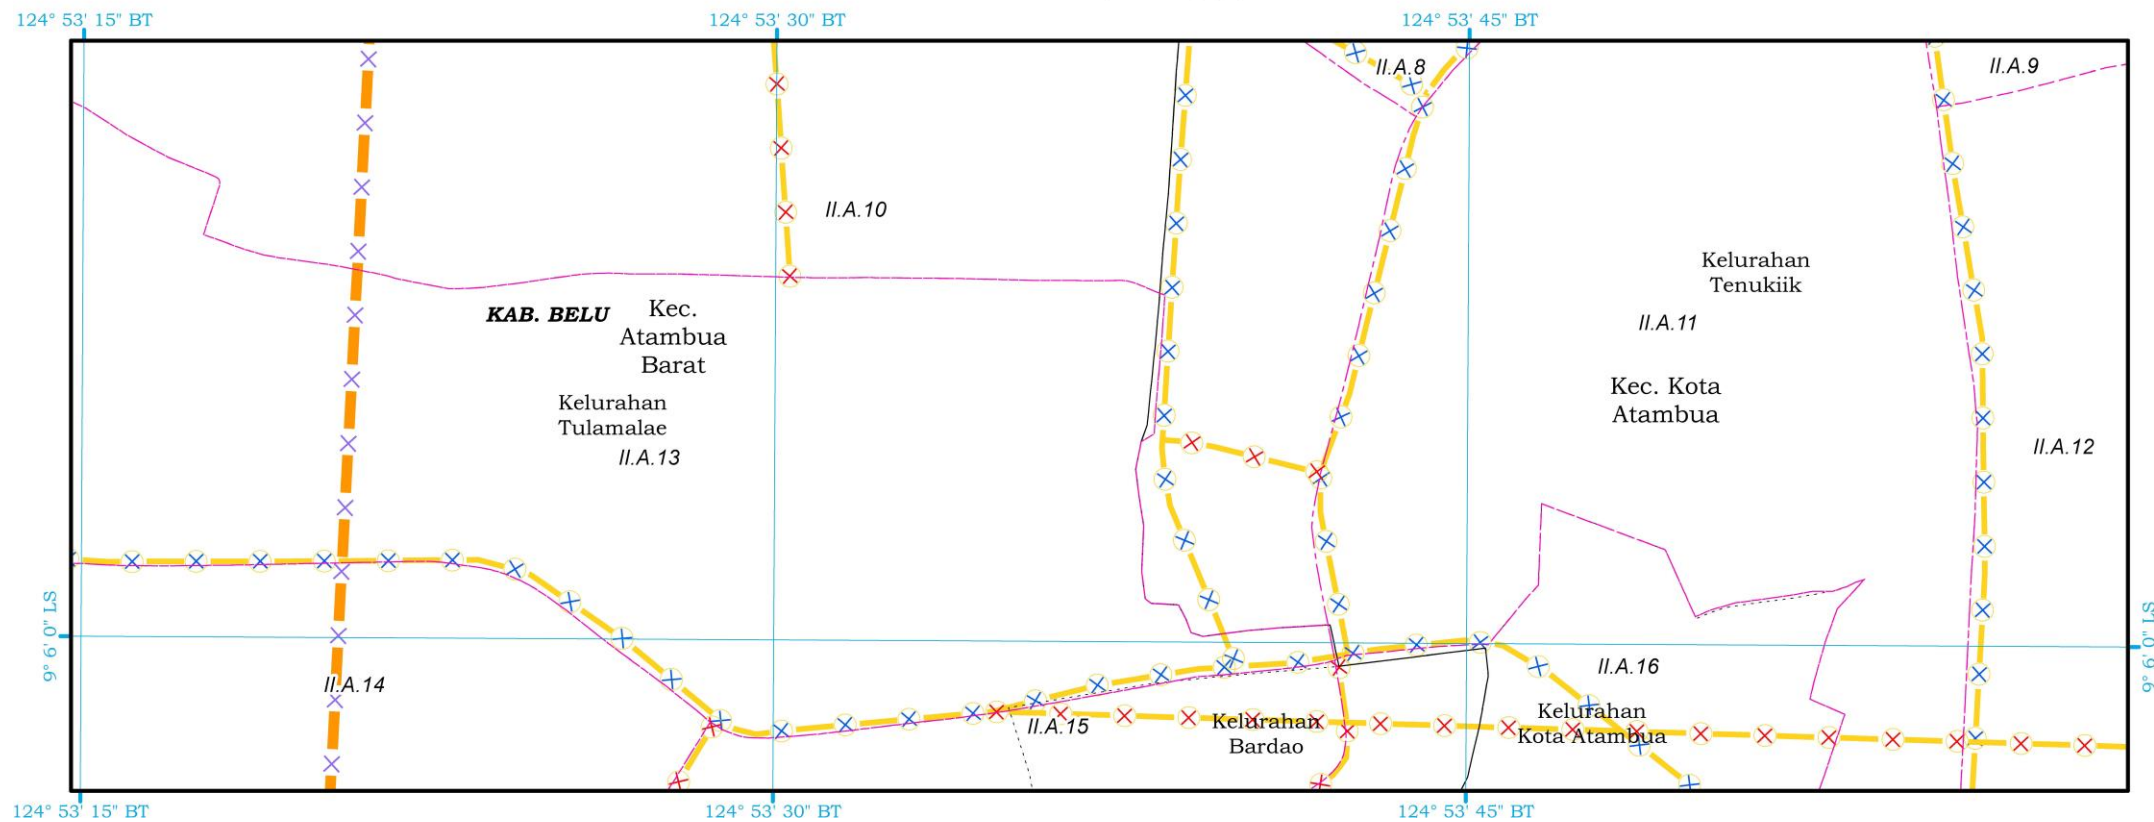 124° 53' 15" BT
124° 53' 30" BT
124° 53' 45" BT
II.A.8
II.A.9
II.A.10
Kelurahan
Tenukiik
II.A.11
KAB. BELU
Kec.
Atambua
Barat
Kec. Kota
Atambua
Kelurahan
Tulamalae
II.A.13
II.A.12
9° 6' 0" LS
9° 6' 0" LS
II.A.14
II.A.16
II.A.15
Kelurahan
Bardao
Kelurahan
Kota Atambua
124° 53' 15" BT
124° 53' 30" BT
124° 53' 45" BT